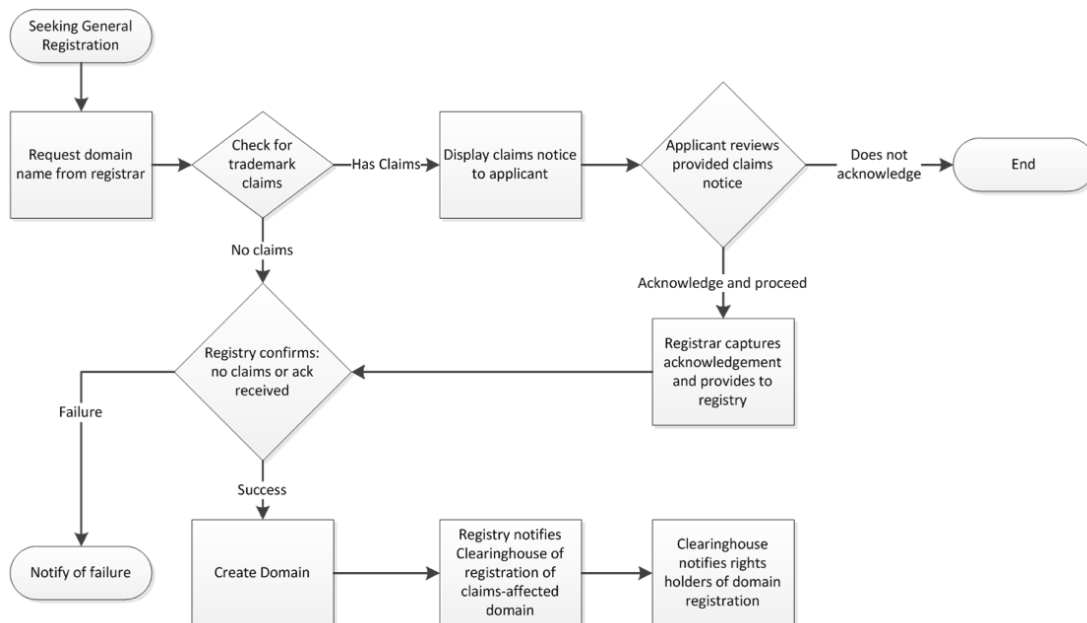 Seeking General
Registration
Request domain
name from registrar
Check for
trademark
claims
Has Claims
Display claims notice
to applicant
Applicant reviews
provided claims
notice
Does not
acknowledge
End
No claims
Acknowledge and proceed
Registry confirms:
no claims or ack
received
Registrar captures
acknowledgement
and provides to
registry
Failure
Success
Notify of failure
Create Domain
Registry notifies
Clearinghouse of
registration of
claims-affected
domain
Clearinghouse
notifies rights
holders of domain
registration